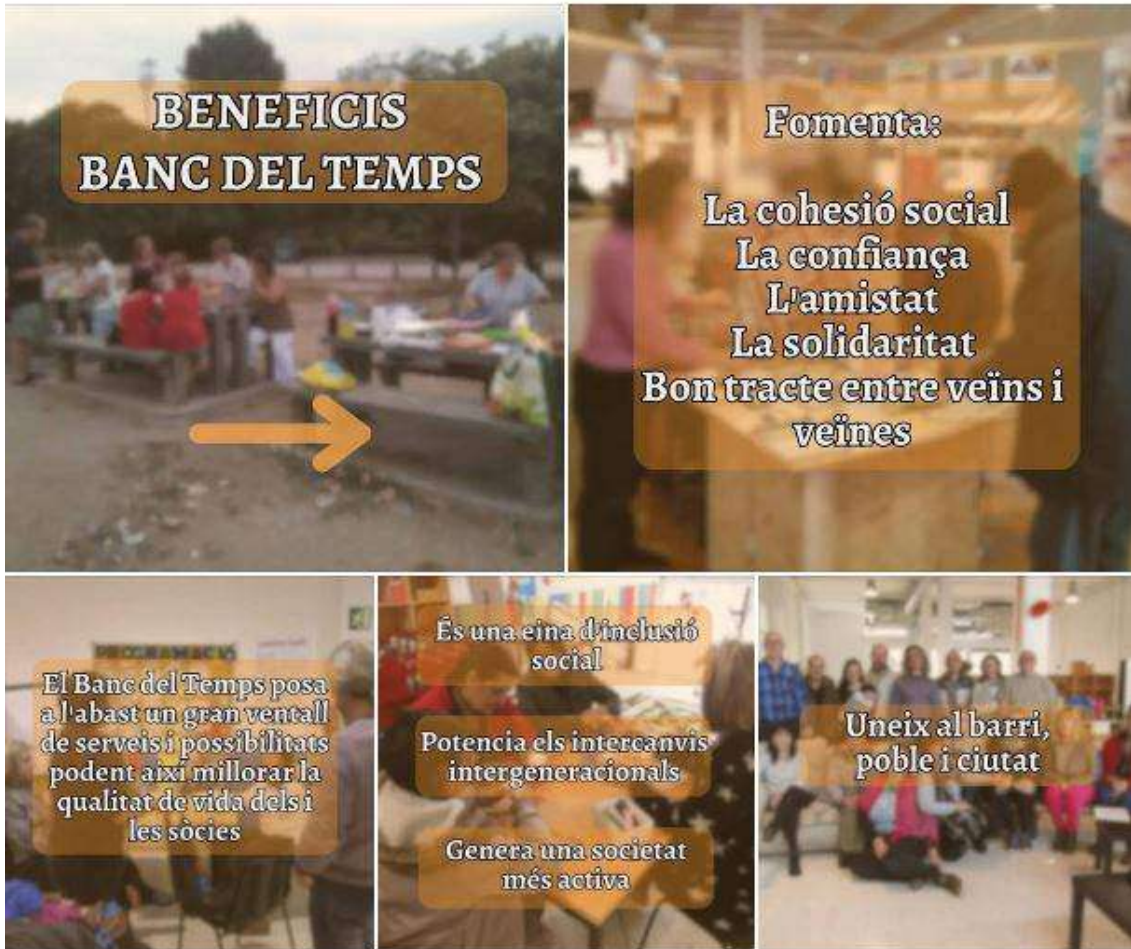 BENEFICIS
BANC DEL TEMPS
Fomenta:
La cohesió social
La confiança
L'amistat
La solidaritat
Bon tracte entre veïns i
veïnes
PROGRAMACIÓ
El Banc del Temps posa
a l'abast un gran ventall
de serveis i possibilitats
podent així millorar la
qualitat de vida dels i
les sòcies
És una eina d'inclusió
social
Potencia els intercanvis
intergeneracionals
Genera una societat
més activa
Uneix al barri,
poble i ciutat